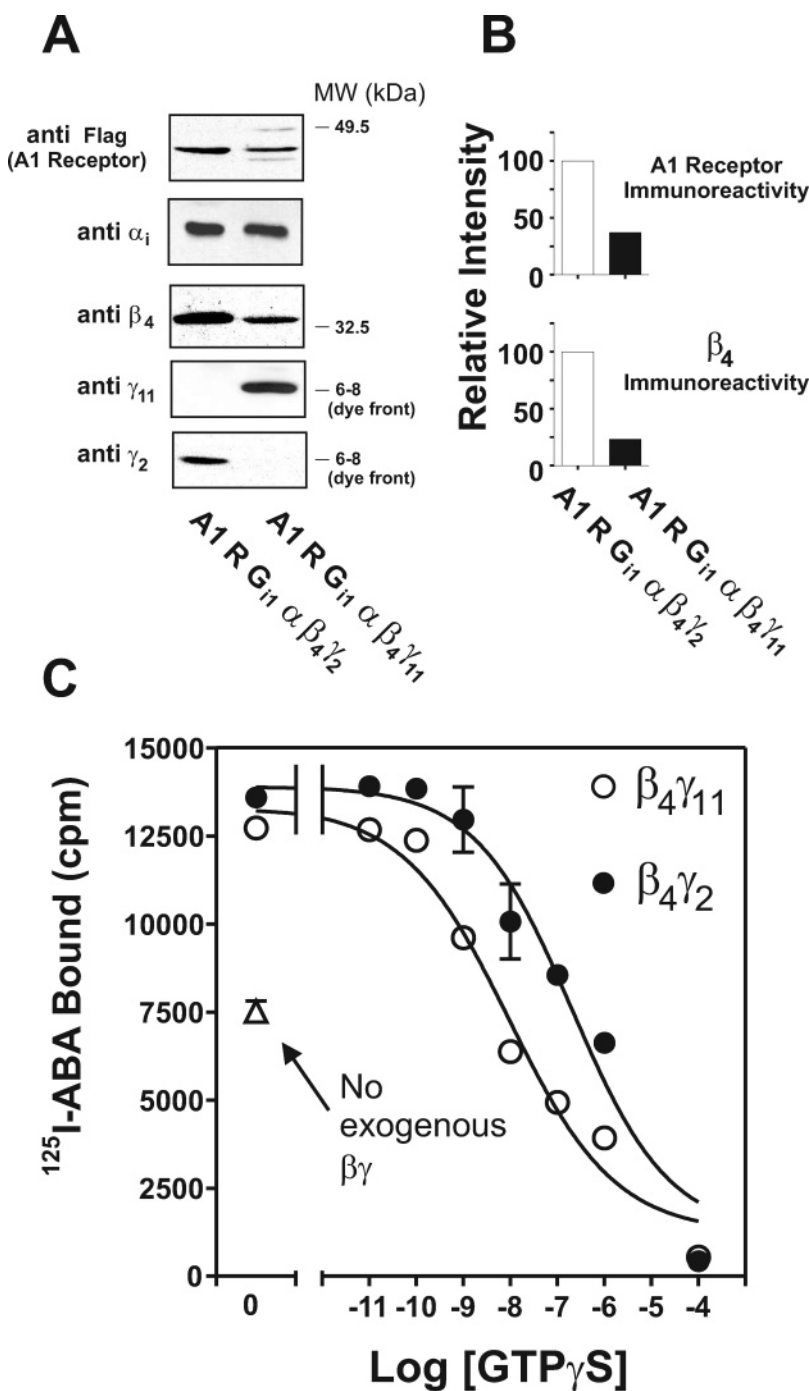 A
MW (kDa)
anti Flag
(A1 Receptor)
49.5
anti αi
anti β4
32.5
anti γ11
6-8
(dye front)
anti γ2
6-8
(dye front)
A1 R Gi1 α β4γ2
A1 R Gi1 α β4γ11
B
Relative Intensity
100
50
0
A1 Receptor
Immunoreactivity
100
50
0
β4
Immunoreactivity
A1 R Gi1 α β4γ2
A1 R Gi1 α β4γ11
C
125I-ABA Bound (cpm)
15000
12500
10000
7500
5000
2500
0
β4γ11
β4γ2
No
exogenous
βγ
0 -11 -10 -9 -8 -7 -6 -5 -4
Log [GTPγS]